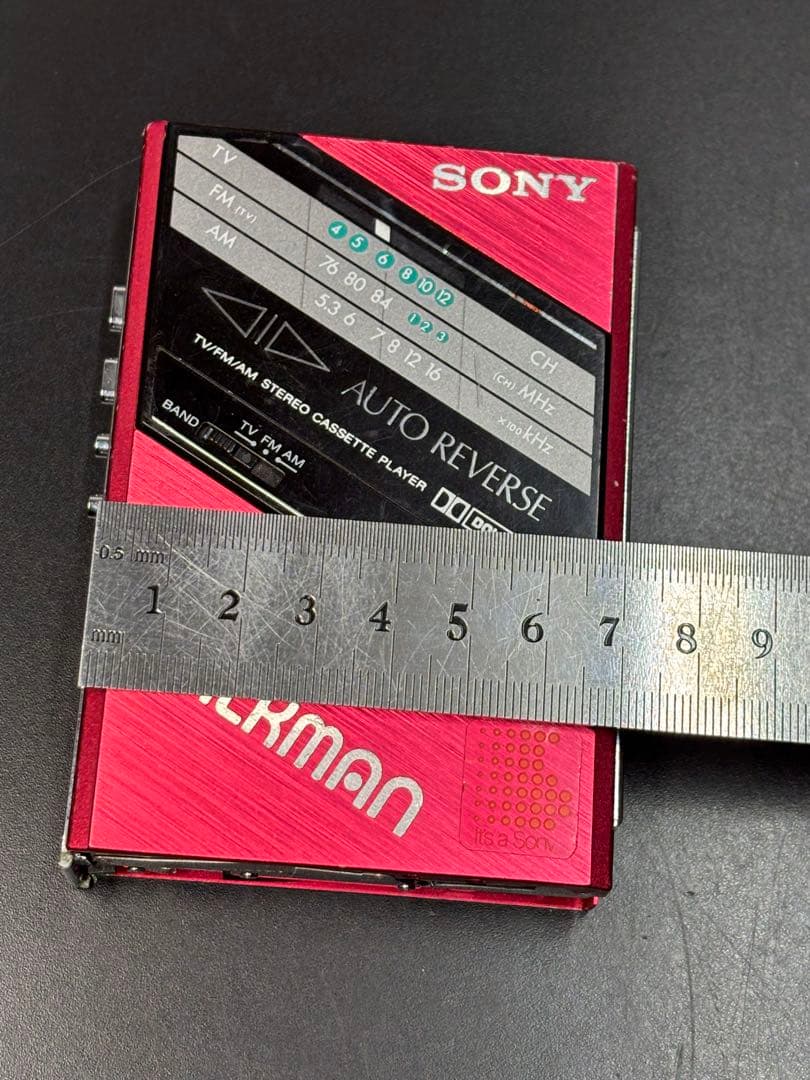 SONY
TV
4 5 6 8 10 12
CH
FM (TV)
76 80 84 1 2 3
(CH) MHz
AM
5.3 6 7 8 12 16
×100 kHz
AUTO REVERSE
TV/FM/AM STEREO CASSETTE PLAYER
BAND
TV FM AM
0.5 mm
1 2 3 4 5 6 7 8 9
mm
it's a Sony